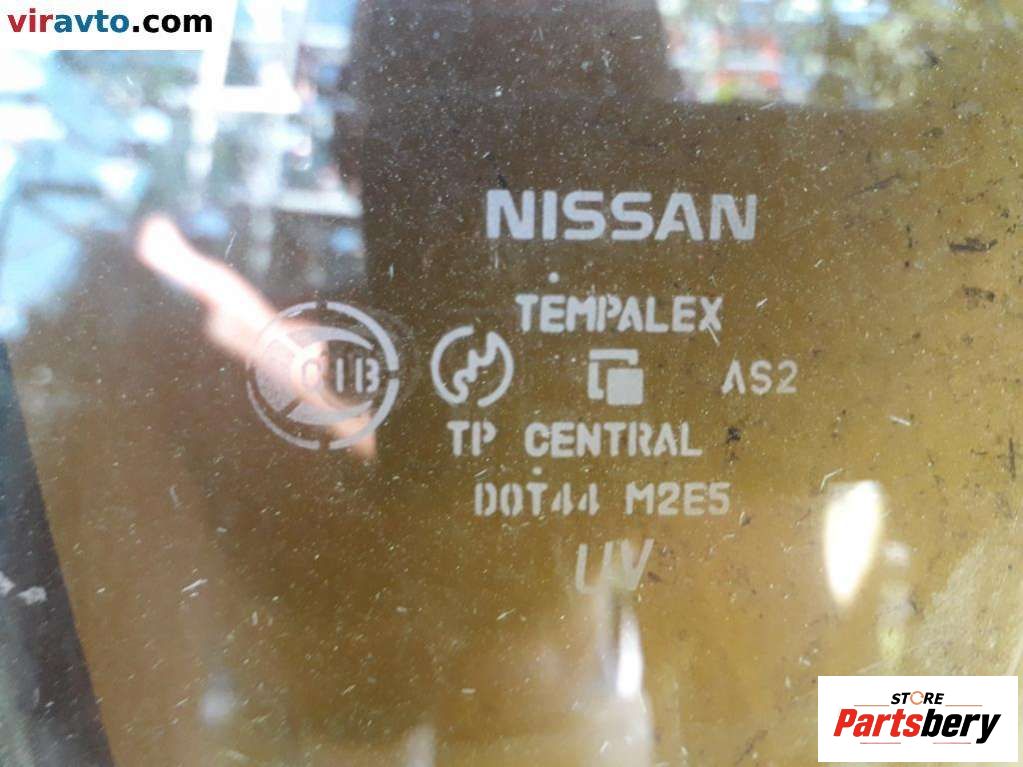 viravto.com
NISSAN
TEMPALEX
AS2
TP CENTRAL
DOT44 M2E5
UV
STORE
Partsbery